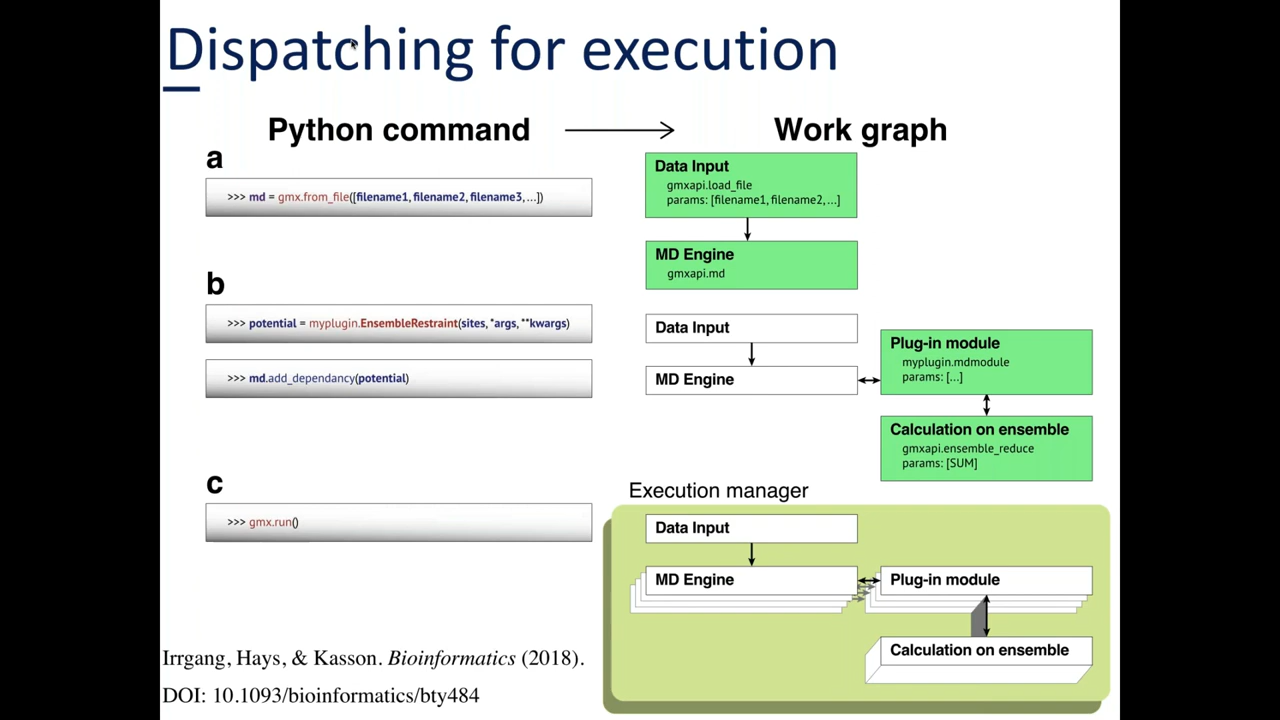 Dispatching for execution
Python command
Work graph
a
>>> md = gmx.from_file([filename1, filename2, filename3, ...])
Data Input
gmxapi.load_file
params: [filename1, filename2, ...]
MD Engine
gmxapi.md
b
>>> potential = myplugin.EnsembleRestraint(sites, *args, **kwargs)
>>> md.add_dependancy(potential)
Data Input
MD Engine
Plug-in module
myplugin.mdmodule
params: [...]
Calculation on ensemble
gmxapi.ensemble_reduce
params: [SUM]
c
>>> gmx.run()
Execution manager
Data Input
MD Engine
Plug-in module
Calculation on ensemble
Irrgang, Hays, & Kasson. Bioinformatics (2018).
DOI: 10.1093/bioinformatics/bty484